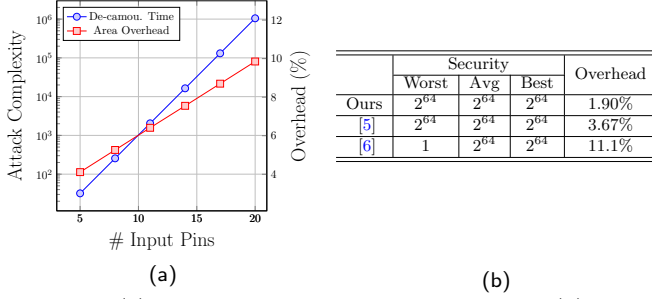 De-camou. Time
Area Overhead
Attack Complexity
10^6
10^5
10^4
10^3
10^2
12
10
8
6
4
Overhead (%)
5 10 15 20
# Input Pins
(a)
Security Overhead
Worst Avg Best
Ours 2^64 2^64 2^64 1.90%
[5] 2^64 2^64 2^64 3.67%
[6] 1 2^64 2^64 11.1%
(b)